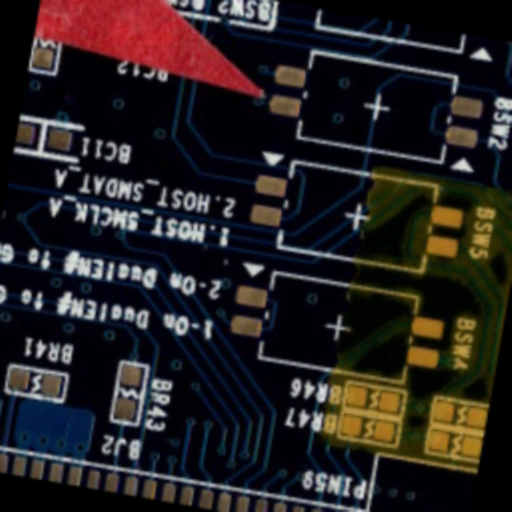 BSW2
BC12
BSW2
BC11
2.HOST_SMDAT_A
1.HOST_SMCLK_A
BSW5
2-On DualEN# to
1-On DualEN# to
BSW4
BR41
BR43
BR46
BR47
BJ2
PIN59